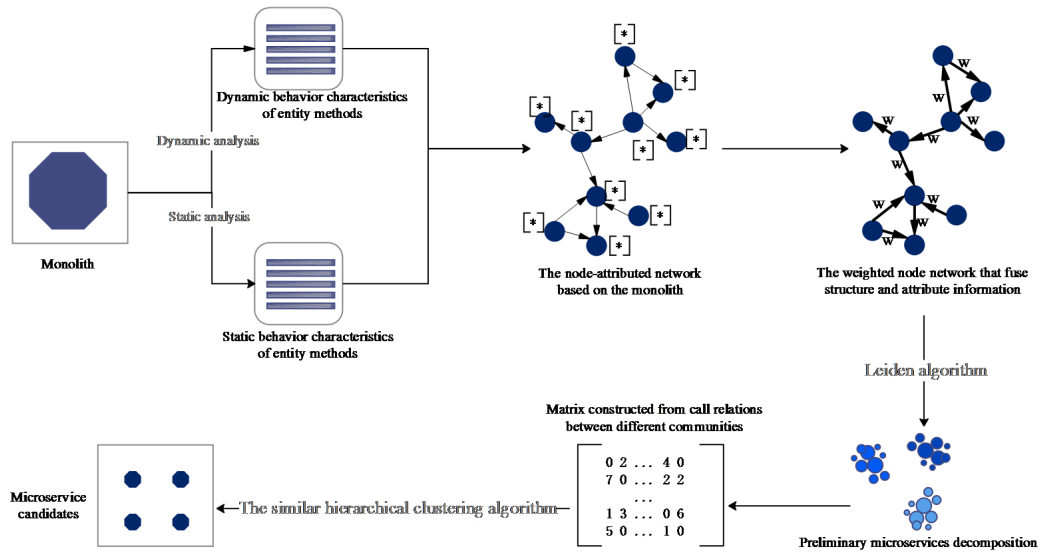 Dynamic behavior characteristics
of entity methods
Dynamic analysis
Static analysis
Monolith
Static behavior characteristics
of entity methods
[*]
[*]
[*]
[*]
[*]
[*]
[*]
[*]
[*]
[*]
The node-attributed network
based on the monolith
w
w
w
w
w
w
w
w
w
w
w
The weighted node network that fuse
structure and attribute information
Leiden algorithm
Preliminary microservices decomposition
Matrix constructed from call relations
between different communities
0 2 ... 4 0
7 0 ... 2 2
...
1 3 ... 0 6
5 0 ... 1 0
The similar hierarchical clustering algorithm
Microservice
candidates